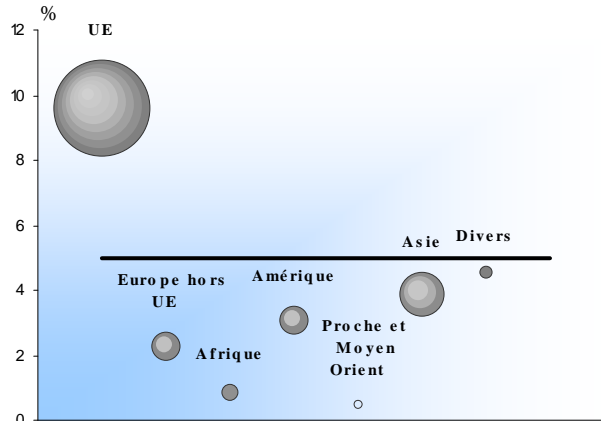 %
UE
12
10
8
6
4
2
0
Asie
Divers
Europe hors
UE
Amérique
Afrique
Proche et
Moyen
Orient